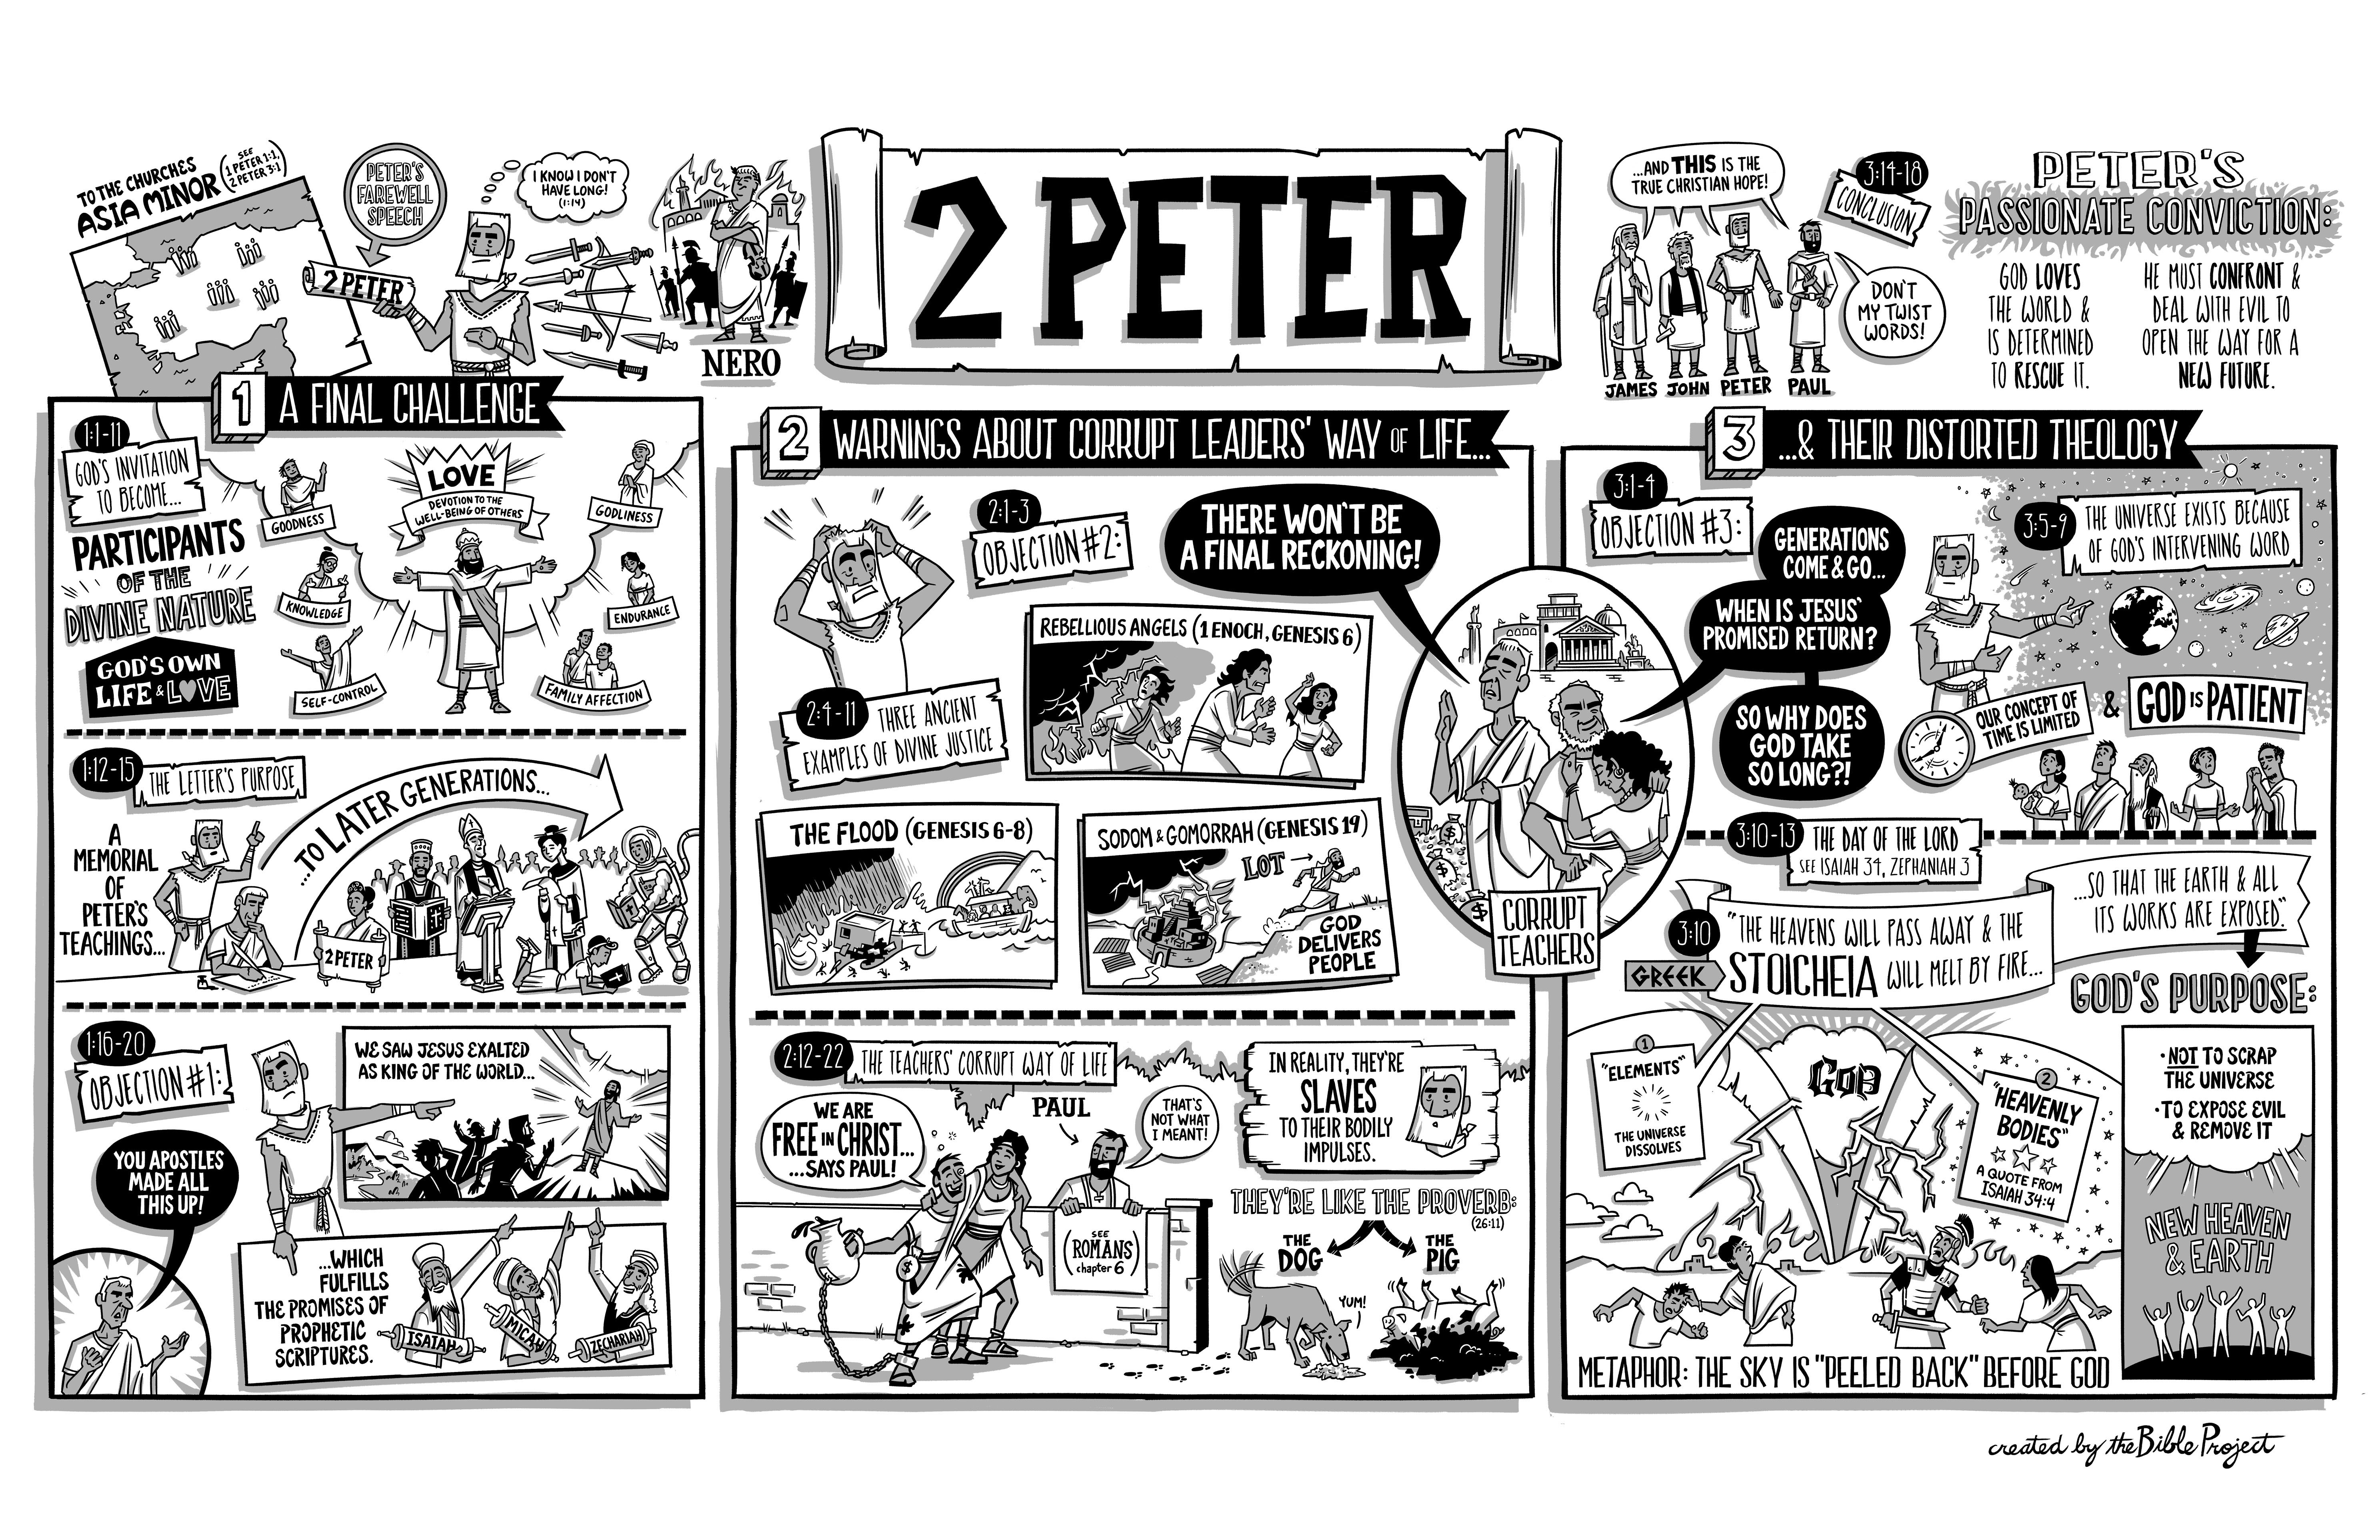 TO THE CHURCHES
ASIA MINOR
(SEE
1 PETER 1:1,
2 PETER 3:1)
PETER'S
FAREWELL
SPEECH
2 PETER
I KNOW I DON'T
HAVE LONG!
(1:14)
NERO
2 PETER
...AND THIS IS THE
TRUE CHRISTIAN HOPE!
JAMES JOHN PETER PAUL
3:14-18
CONCLUSION
DON'T
MY TWIST
WORDS!
PETER'S
PASSIONATE CONVICTION:
GOD LOVES
THE WORLD &
IS DETERMINED
TO RESCUE IT.
HE MUST CONFRONT &
DEAL WITH EVIL TO
OPEN THE WAY FOR A
NEW FUTURE.
1 A FINAL CHALLENGE
1:1-11
GOD'S INVITATION
TO BECOME...
PARTICIPANTS
OF THE
DIVINE NATURE
GOD'S OWN
LIFE & LOVE
LOVE
DEVOTION TO THE
WELL-BEING OF OTHERS
GOODNESS
KNOWLEDGE
SELF-CONTROL
GODLINESS
ENDURANCE
FAMILY AFFECTION
1:12-15
THE LETTER'S PURPOSE
A
MEMORIAL
OF
PETER'S
TEACHINGS...
...TO LATER GENERATIONS...
2 PETER
1:16-20
OBJECTION #1:
YOU APOSTLES
MADE ALL
THIS UP!
WE SAW JESUS EXALTED
AS KING OF THE WORLD...
...WHICH
FULFILLS
THE PROMISES OF
PROPHETIC
SCRIPTURES.
ISAIAH
MICAH
ZECHARIAH
2 WARNINGS ABOUT CORRUPT LEADERS' WAY OF LIFE...
2:1-3
OBJECTION #2:
THERE WON'T BE
A FINAL RECKONING!
2:4-11
THREE ANCIENT
EXAMPLES OF DIVINE JUSTICE
REBELLIOUS ANGELS (1 ENOCH, GENESIS 6)
THE FLOOD (GENESIS 6-8)
SODOM & GOMORRAH (GENESIS 19)
LOT
GOD
DELIVERS
PEOPLE
$
$
$
CORRUPT
TEACHERS
2:12-22
THE TEACHERS' CORRUPT WAY OF LIFE
WE ARE
FREE IN CHRIST...
...SAYS PAUL!
$
PAUL
THAT'S
NOT WHAT
I MEANT!
(SEE
ROMANS
chapter 6)
IN REALITY, THEY'RE
SLAVES
TO THEIR BODILY
IMPULSES.
THEY'RE LIKE THE PROVERB:
(26:11)
THE
DOG
THE
PIG
YUM!
3 ...& THEIR DISTORTED THEOLOGY
3:1-4
OBJECTION #3:
GENERATIONS
COME & GO...
WHEN IS JESUS'
PROMISED RETURN?
SO WHY DOES
GOD TAKE
SO LONG?!
3:5-9
THE UNIVERSE EXISTS BECAUSE
OF GOD'S INTERVENING WORD
OUR CONCEPT OF
TIME IS LIMITED
&
GOD IS PATIENT
3:10-13
THE DAY OF THE LORD
SEE ISAIAH 34, ZEPHANIAH 3
3:10
"THE HEAVENS WILL PASS AWAY & THE
GREEK
STOICHEIA WILL MELT BY FIRE...
...SO THAT THE EARTH & ALL
ITS WORKS ARE EXPOSED."
GOD'S PURPOSE:
1
"ELEMENTS"
THE UNIVERSE
DISSOLVES
GOD
2
"HEAVENLY
BODIES"
A QUOTE FROM
ISAIAH 34:4
METAPHOR: THE SKY IS "PEELED BACK" BEFORE GOD
• NOT TO SCRAP
THE UNIVERSE
• TO EXPOSE EVIL
& REMOVE IT
NEW HEAVEN
& EARTH
created by the Bible Project